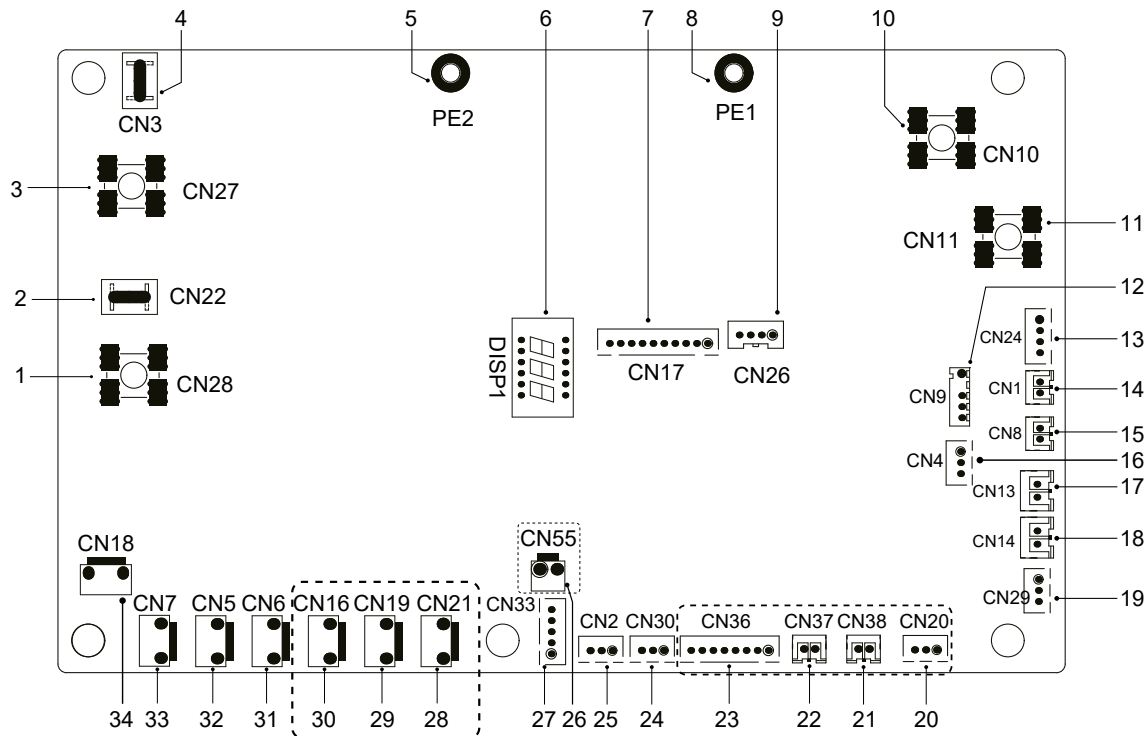 4 5 6 7 8 9 10
CN3 PE2 PE1 CN10
3 CN27
CN11 11
2 CN22 12
CN24 13
DISP1 CN17 CN26
1 CN28 CN9 CN1 14
CN8 15
CN4 16
CN13 17
CN18 CN55 CN14 18
CN7 CN5 CN6 CN16 CN19 CN21 CN33 CN2 CN30 CN36 CN37 CN38 CN20 CN29 19
34 33 32 31 30 29 28 27 26 25 24 23 22 21 20